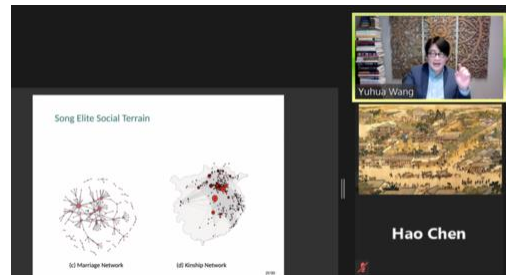 Song Elite Social Terrain
(c) Marriage Network
(d) Kinship Network
Yuhua Wang
Hao Chen